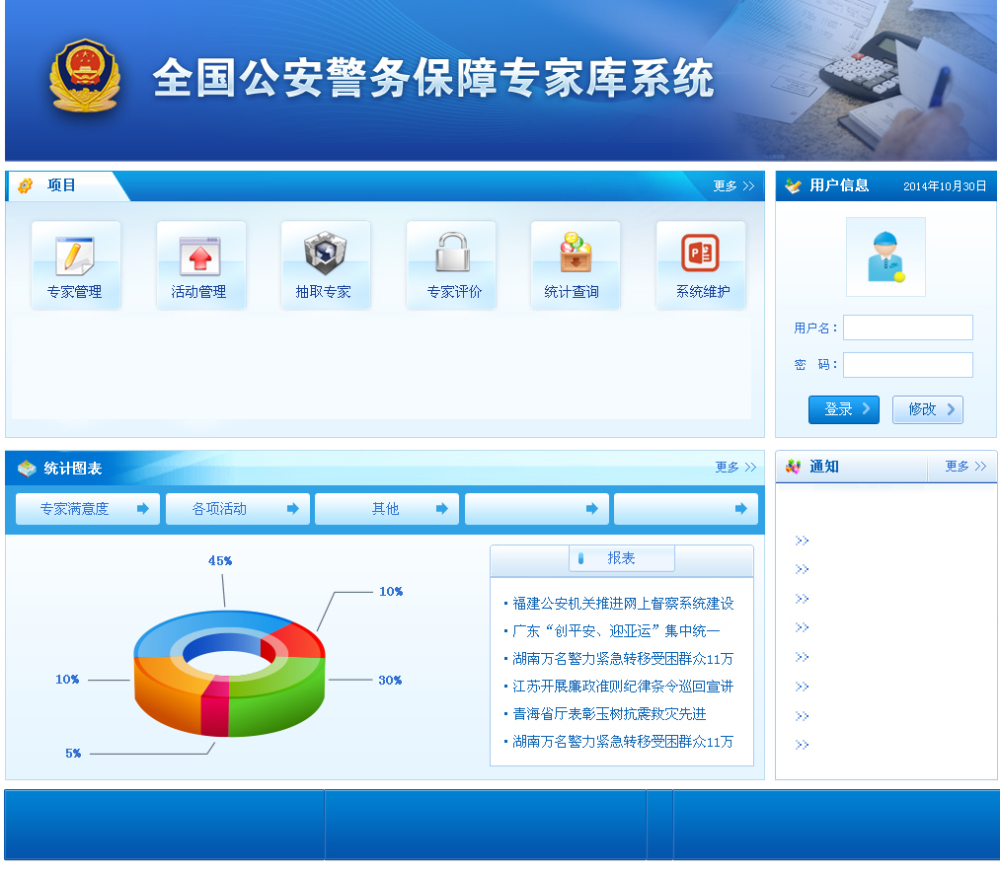 全国公安警务保障专家库系统
项目
更多 >>
专家管理
活动管理
抽取专家
专家评价
统计查询
系统维护
用户信息
2014年10月30日
用户名：
密 码：
登录
修改
统计图表
更多 >>
专家满意度
各项活动
其他
45%
10%
30%
10%
5%
报表
·福建公安机关推进网上督察系统建设
·广东“创平安、迎亚运”集中统一
·湖南万名警力紧急转移受困群众11万
·江苏开展廉政准则纪律条令巡回宣讲
·青海省厅表彰玉树抗震救灾先进
·湖南万名警力紧急转移受困群众11万
通知
更多 >>
>>
>>
>>
>>
>>
>>
>>
>>